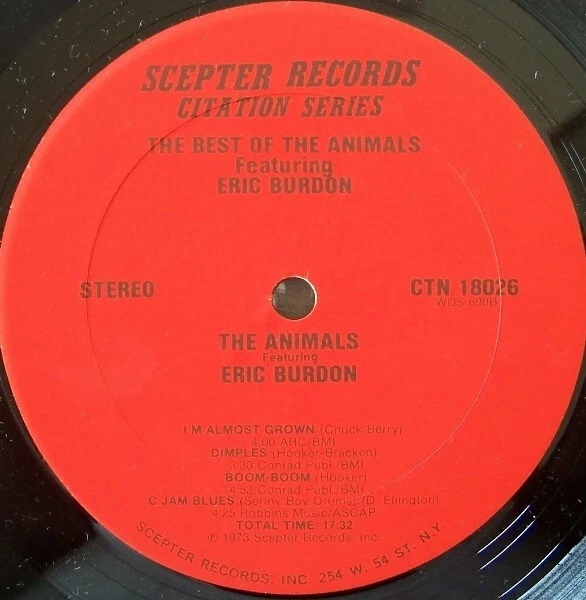 SCEPTER RECORDS
CITATION SERIES
THE BEST OF THE ANIMALS
Featuring
ERIC BURDON
STEREO
CTN 18026
WDS 690B
THE ANIMALS
Featuring
ERIC BURDON
I'M ALMOST GROWN (Chuck Berry)
4:00 ARC/BMI
DIMPLES (Hooker-Bracken)
3:30 Conrad Publ./BMI
BOOM-BOOM (Hooker)
4:53 Conrad Publ./BMI
C JAM BLUES (Sonny Boy Drums) (D. Ellington)
4:25 Robbins Music/ASCAP
TOTAL TIME: 17:32
℗ 1973 Scepter Records, Inc.
SCEPTER RECORDS, INC. 254 W. 54 ST. N.Y.